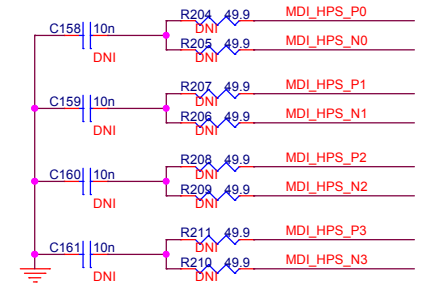 R204 49.9 MDI_HPS_P0
C158 10n DNI
R205 49.9 MDI_HPS_N0
DNI DNI
R207 49.9 MDI_HPS_P1
C159 10n DNI
R206 49.9 MDI_HPS_N1
DNI DNI
R208 49.9 MDI_HPS_P2
C160 10n DNI
R209 49.9 MDI_HPS_N2
DNI DNI
R211 49.9 MDI_HPS_P3
C161 10n DNI
R210 49.9 MDI_HPS_N3
DNI DNI